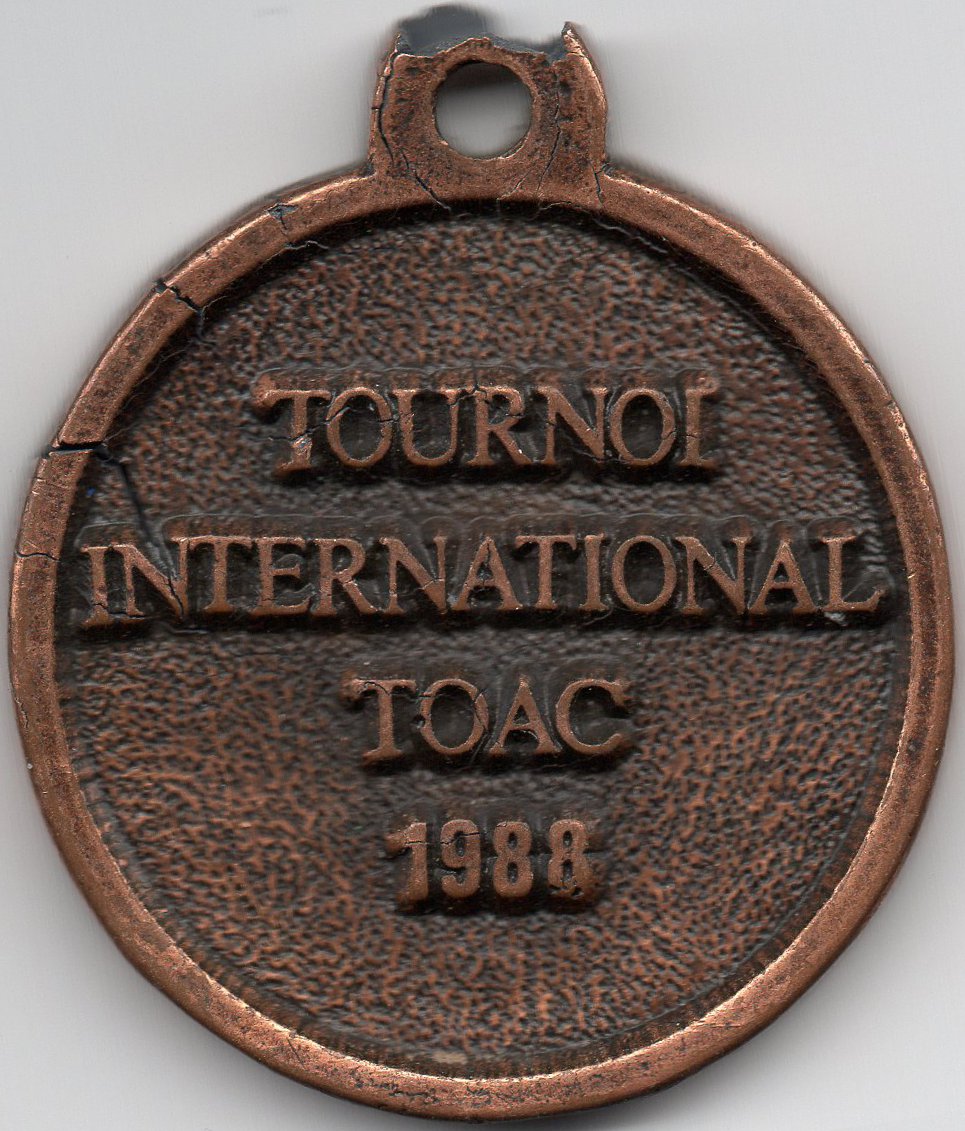 TOURNOI
INTERNATIONAL
TOAC
1988